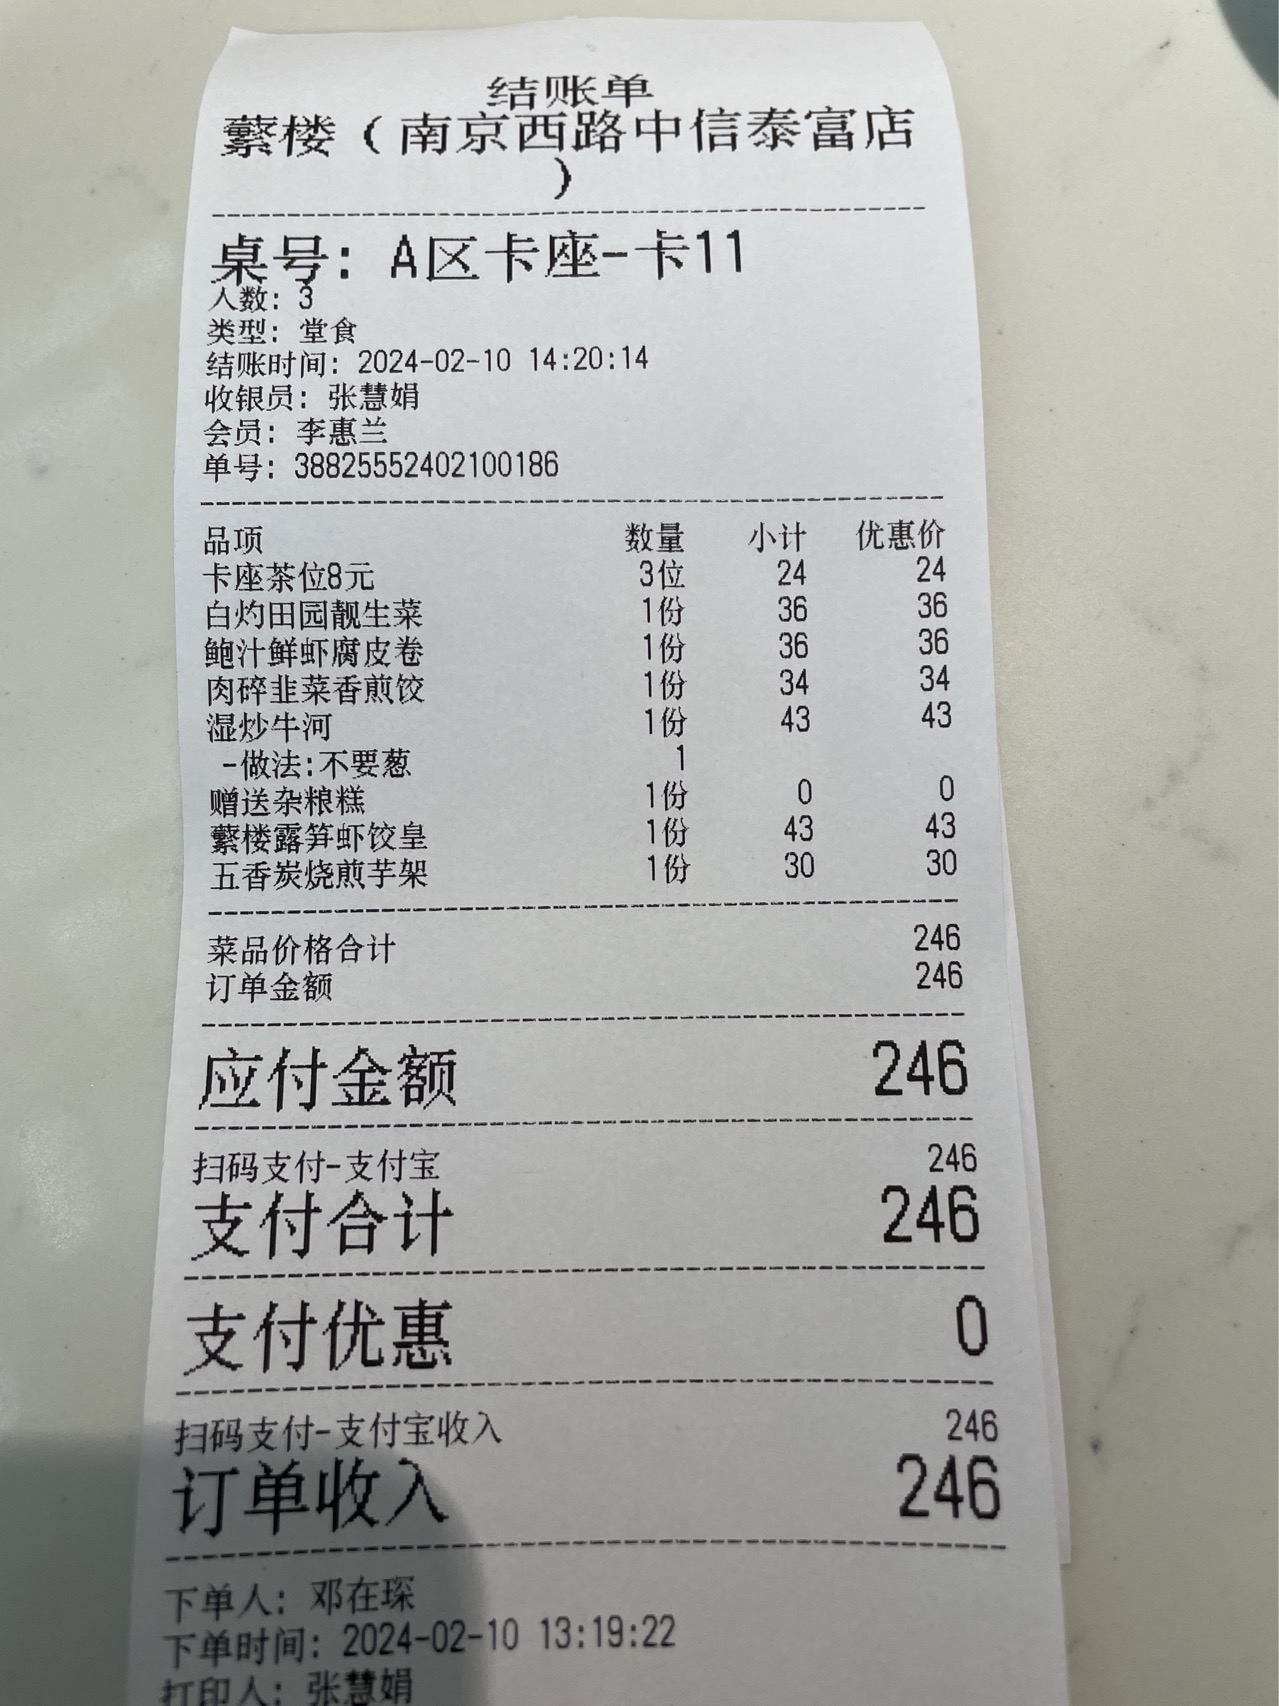 结账单
蘩楼（南京西路中信泰富店
）
桌号：A区卡座-卡11
人数：3
类型：堂食
结账时间：2024-02-10 14:20:14
收银员：张慧娟
会员：李惠兰
单号：38825552402100186
品项 数量 小计 优惠价
卡座茶位8元 3位 24 24
白灼田园靓生菜 1份 36 36
鲍汁鲜虾腐皮卷 1份 36 36
肉碎韭菜香煎饺 1份 34 34
湿炒牛河 1份 43 43
-做法:不要葱 1
赠送杂粮糕 1份 0 0
蘩楼露笋虾饺皇 1份 43 43
五香炭烧煎芋架 1份 30 30
菜品价格合计 246
订单金额 246
应付金额 246
扫码支付-支付宝 246
支付合计 246
支付优惠 0
扫码支付-支付宝收入 246
订单收入 246
下单人：邓在琛
下单时间：2024-02-10 13:19:22
打印人：张慧娟